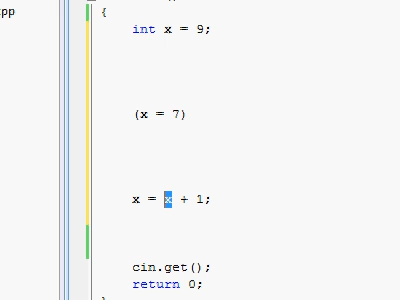 pp
{
int x = 9;
(x = 7)
x = x + 1;
cin.get();
return 0;